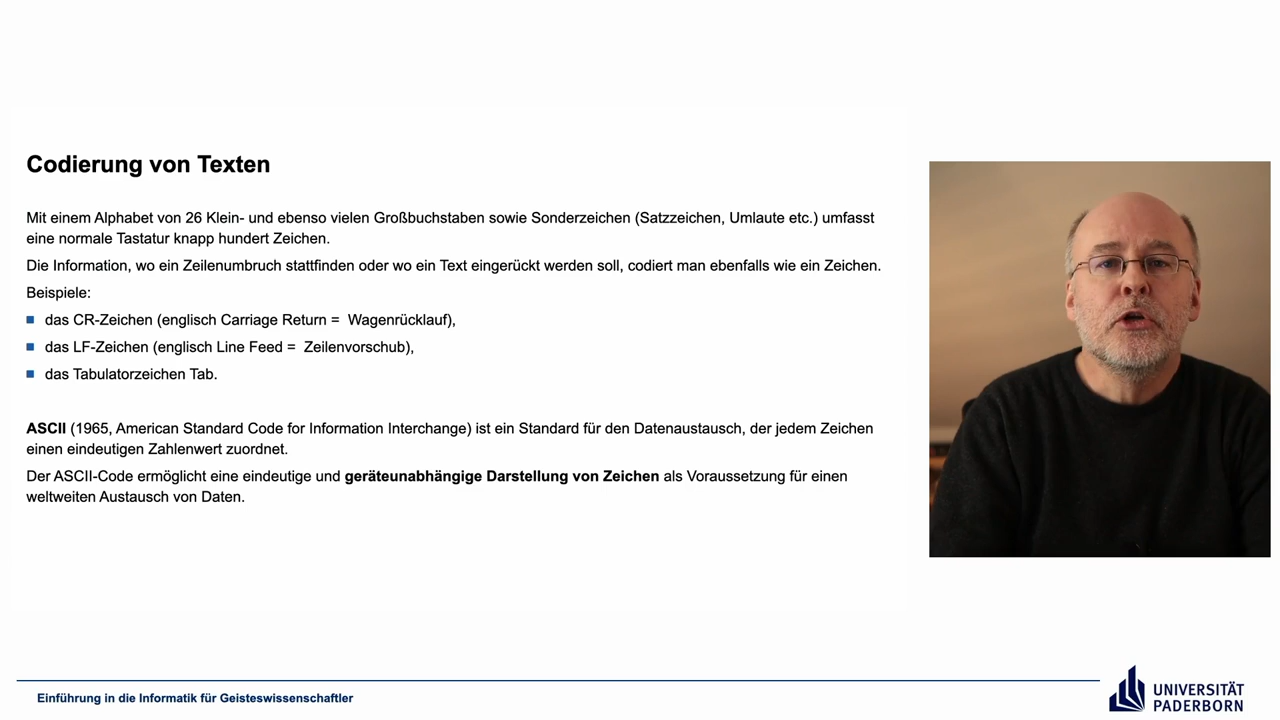 Codierung von Texten
Mit einem Alphabet von 26 Klein- und ebenso vielen Großbuchstaben sowie Sonderzeichen (Satzzeichen, Umlaute etc.) umfasst
eine normale Tastatur knapp hundert Zeichen.
Die Information, wo ein Zeilenumbruch stattfinden oder wo ein Text eingerückt werden soll, codiert man ebenfalls wie ein Zeichen.
Beispiele:
das CR-Zeichen (englisch Carriage Return = Wagenrücklauf),
das LF-Zeichen (englisch Line Feed = Zeilenvorschub),
das Tabulatorzeichen Tab.
ASCII (1965, American Standard Code for Information Interchange) ist ein Standard für den Datenaustausch, der jedem Zeichen
einen eindeutigen Zahlenwert zuordnet.
Der ASCII-Code ermöglicht eine eindeutige und geräteunabhängige Darstellung von Zeichen als Voraussetzung für einen
weltweiten Austausch von Daten.
Einführung in die Informatik für Geisteswissenschaftler
UNIVERSITÄT
PADERBORN